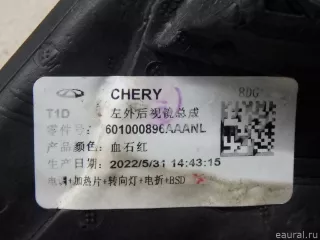 CHERY
8DG
T1D 左外后视镜总成
零件号: 601000896AAANL
产品颜色: 血石红
生产日期: 2022/5/31 14:43:15
电调+加热片+转向灯+电折+BSD
eaural.ru